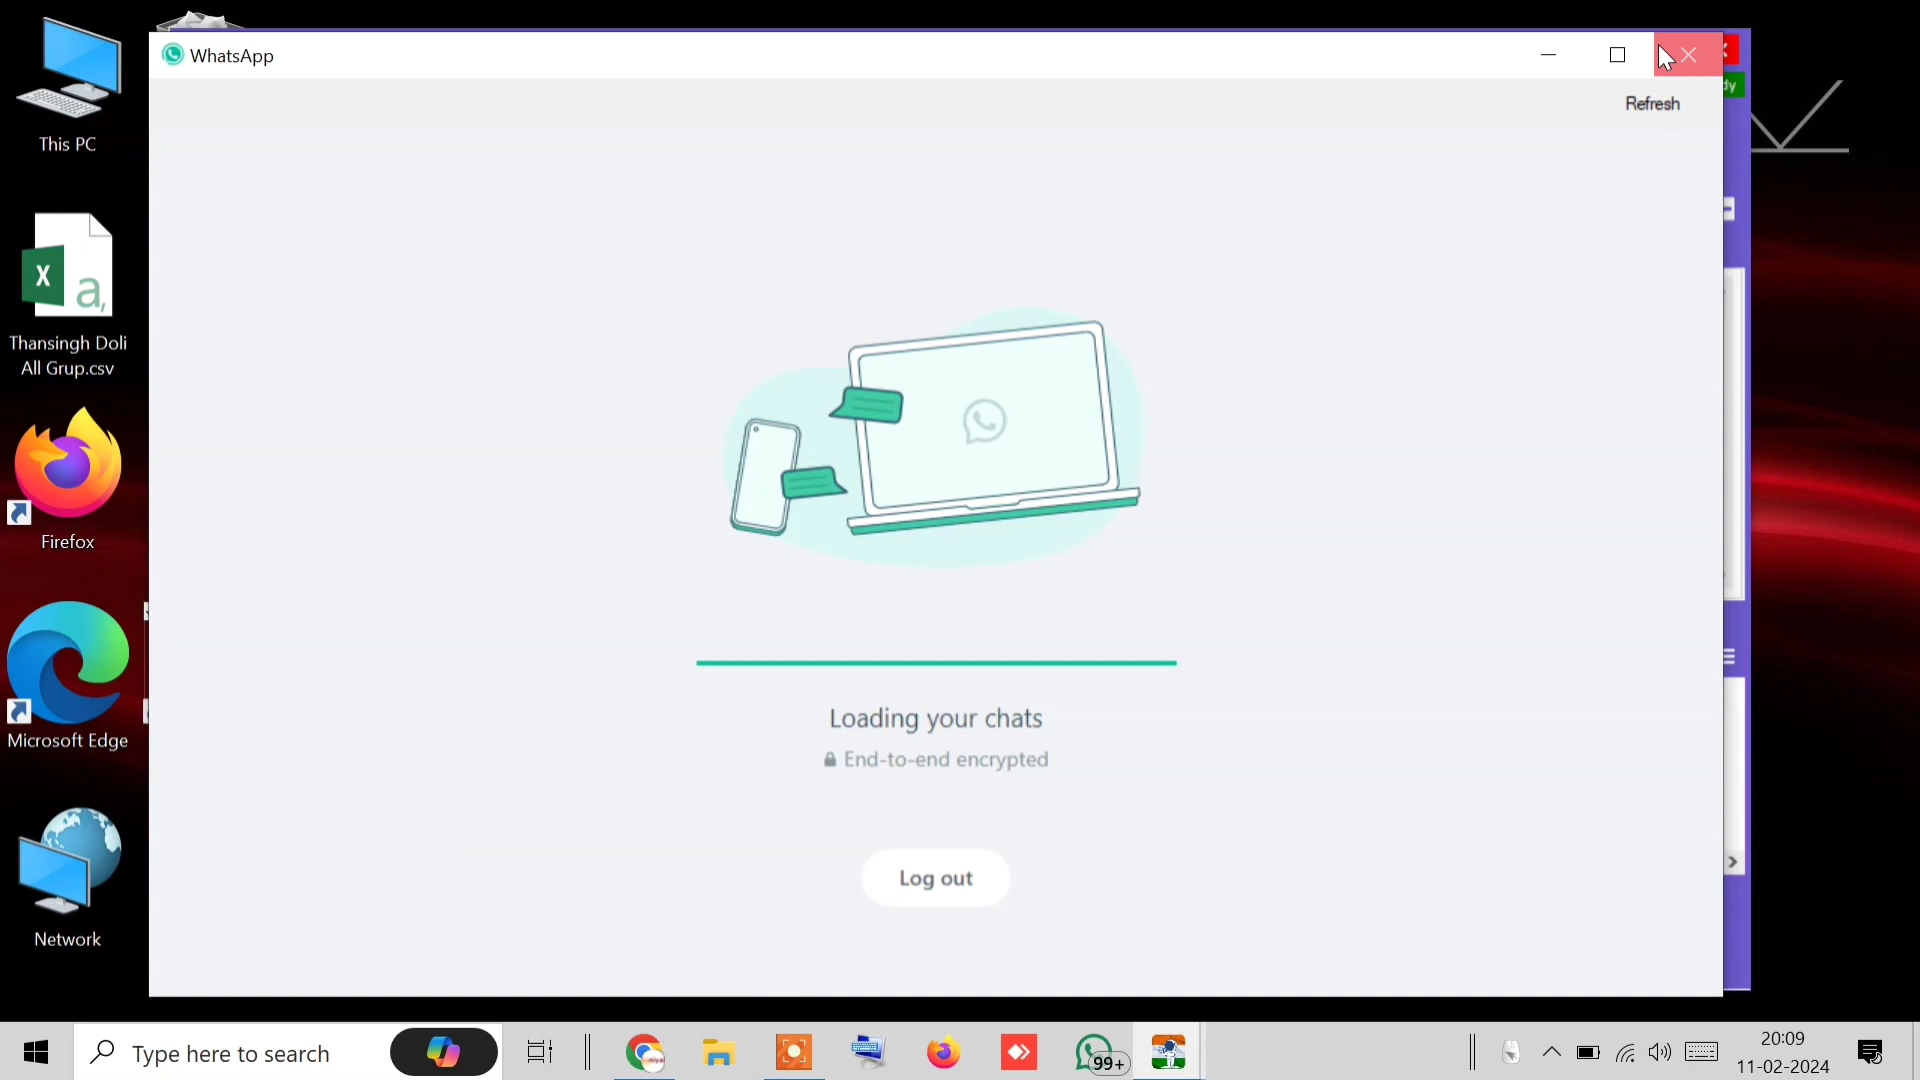 WhatsApp
Refresh
This PC
Thansingh Doli
All Grup.csv
Firefox
Microsoft Edge
Network
Loading your chats
End-to-end encrypted
Log out
Type here to search
99+
20:09
11-02-2024